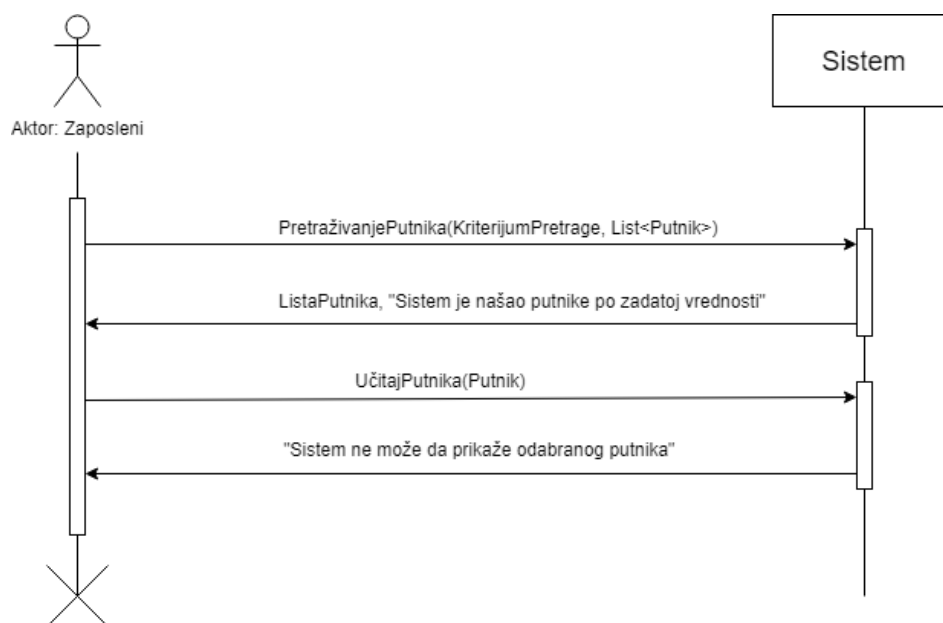 Sistem
Aktor: Zaposleni
PretraživanjePutnika(KriterijumPretrage, List<Putnik>)
ListaPutnika, "Sistem je našao putnike po zadatoj vrednosti"
UčitajPutnika(Putnik)
"Sistem ne može da prikaže odabranog putnika"